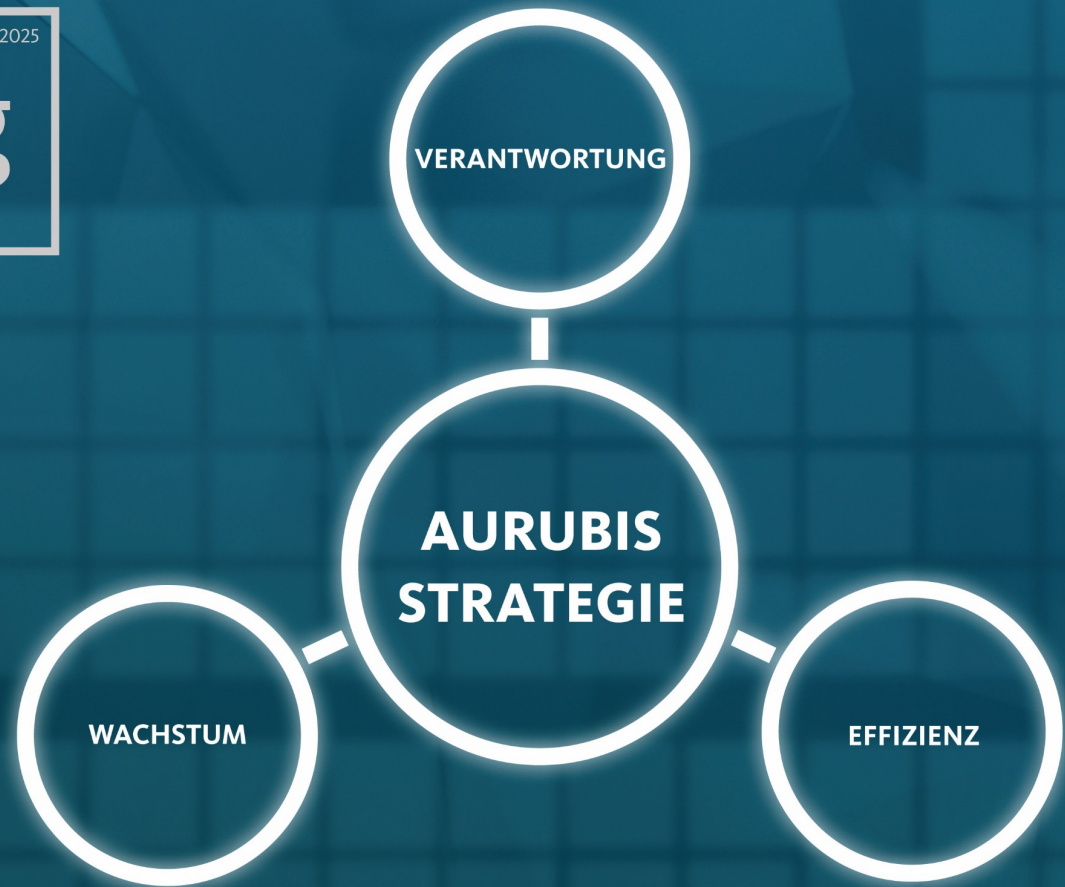 2025
g
VERANTWORTUNG
AURUBIS
STRATEGIE
WACHSTUM
EFFIZIENZ